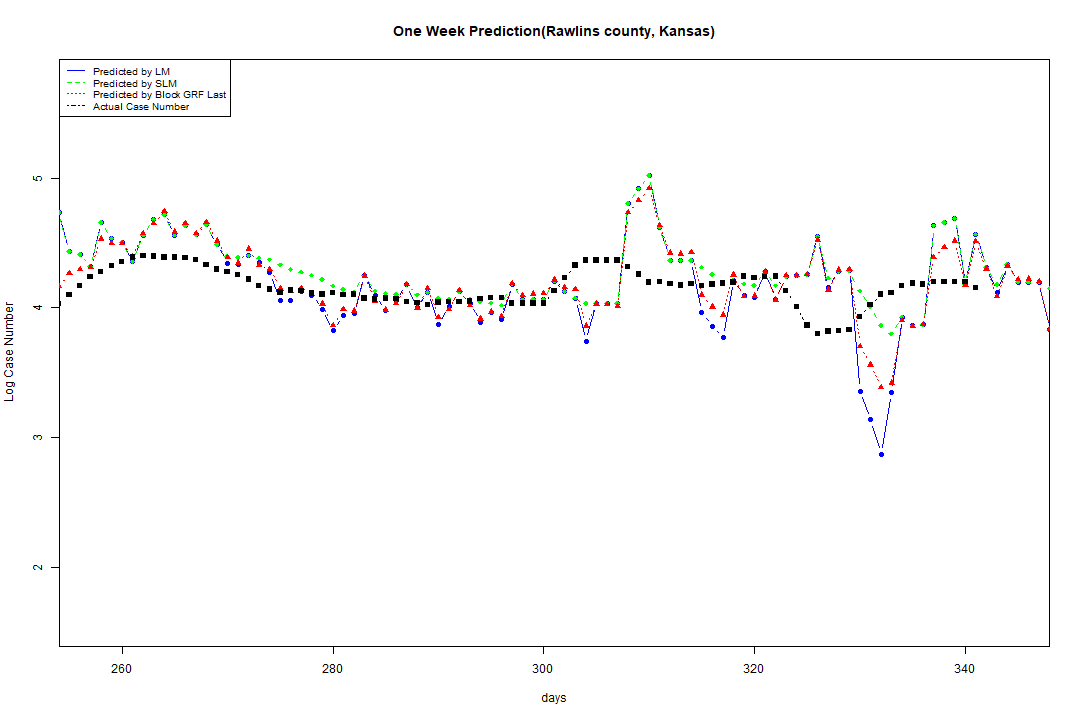 One Week Prediction(Rawlins county, Kansas)
Predicted by LM
Predicted by SLM
Predicted by Block GRF Last
Actual Case Number
5
4
3
2
Log Case Number
260 280 300 320 340
days